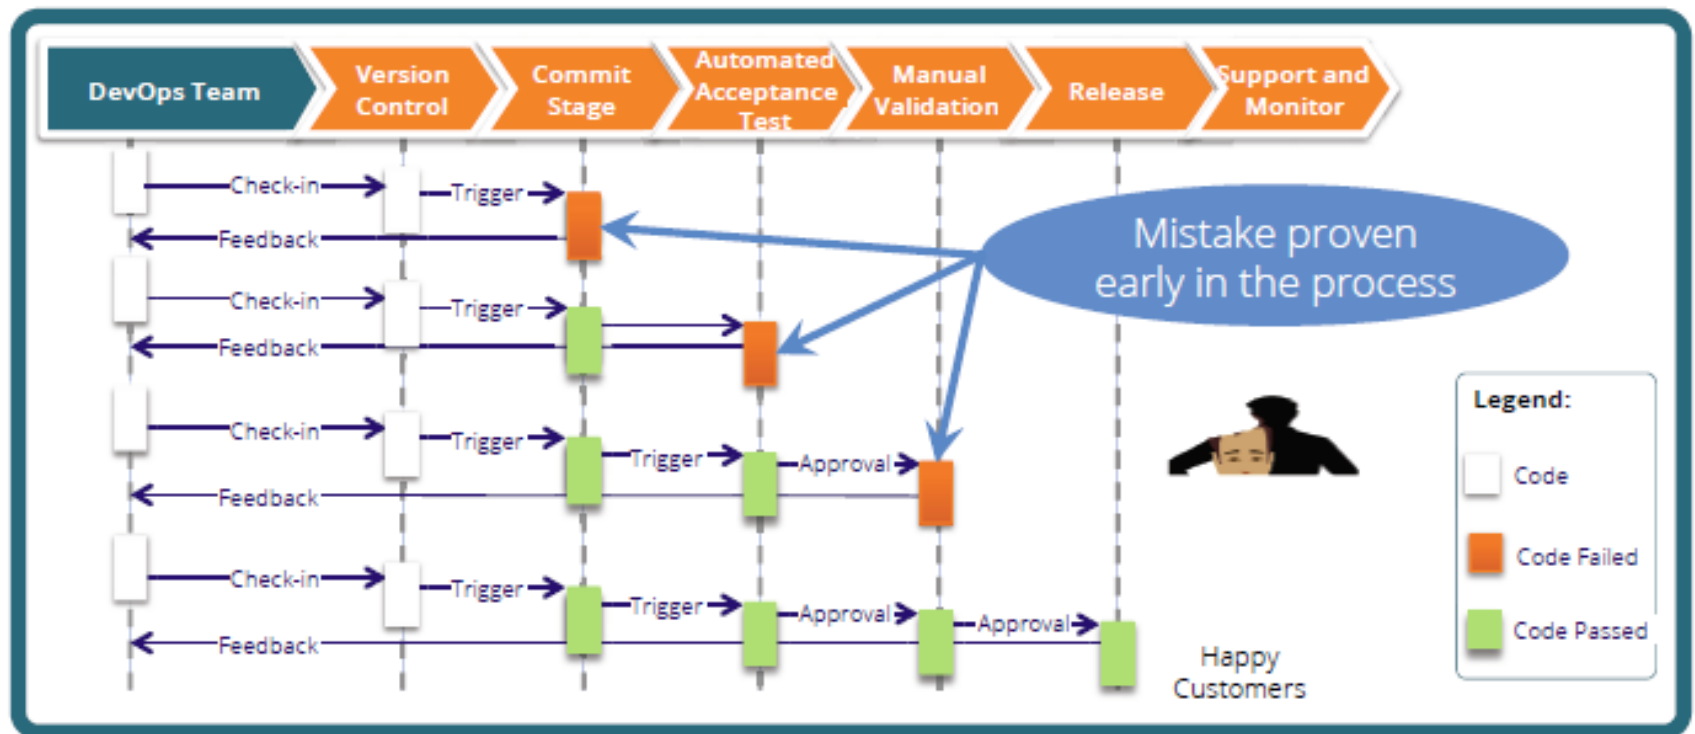 DevOps Team
Version
Control
Commit
Stage
Automated
Acceptance
Test
Manual
Validation
Release
Support and
Monitor
Check-in
Trigger
Feedback
Mistake proven
early in the process
Check-in
Trigger
Feedback
Check-in
Trigger
Trigger
Approval
Feedback
Check-in
Trigger
Trigger
Approval
Approval
Feedback
Happy
Customers
Legend:
Code
Code Failed
Code Passed